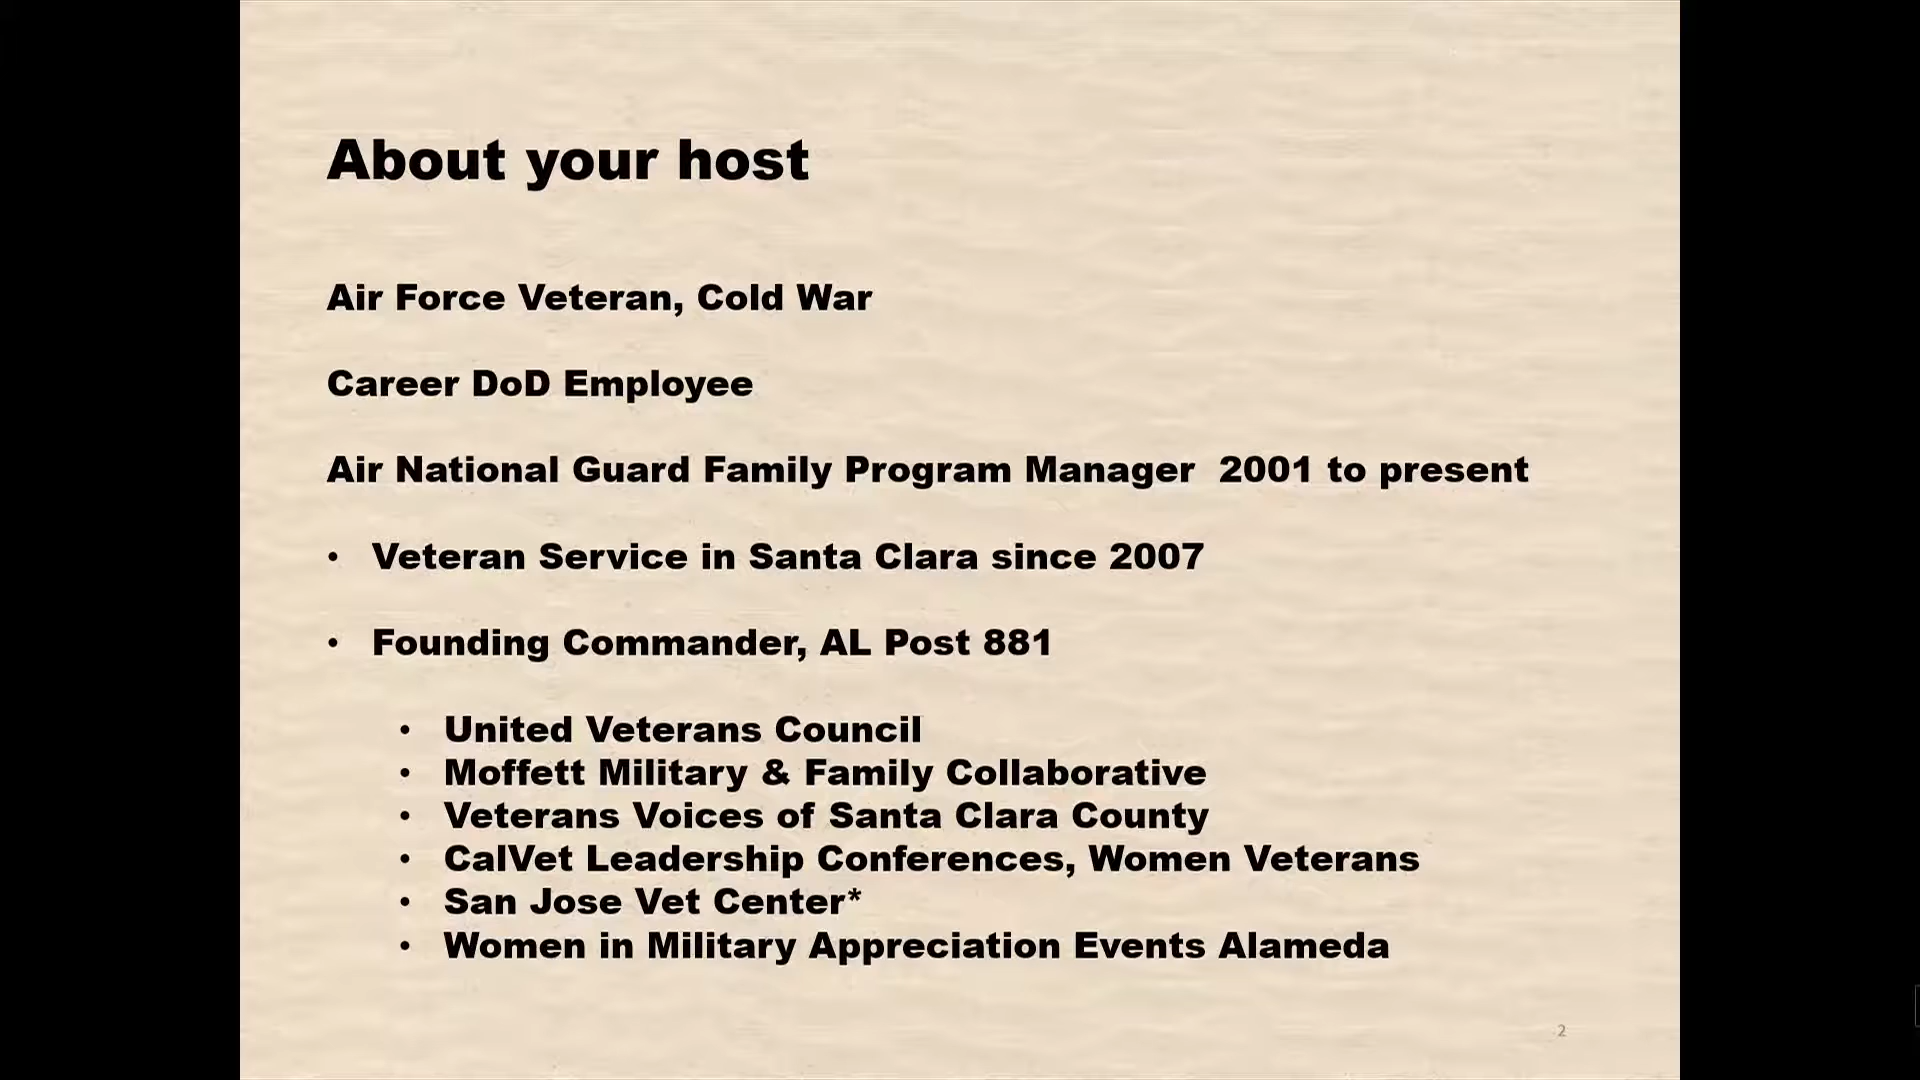 About your host
Air Force Veteran, Cold War
Career DoD Employee
Air National Guard Family Program Manager  2001 to present
• Veteran Service in Santa Clara since 2007
• Founding Commander, AL Post 881
• United Veterans Council
• Moffett Military & Family Collaborative
• Veterans Voices of Santa Clara County
• CalVet Leadership Conferences, Women Veterans
• San Jose Vet Center*
• Women in Military Appreciation Events Alameda
2